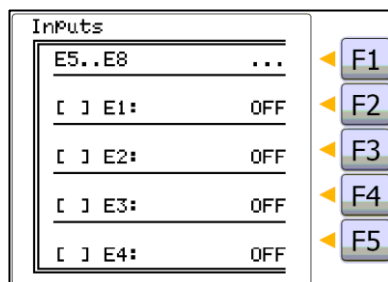 Inputs
E5..E8 ... F1
[ ] E1: OFF F2
[ ] E2: OFF F3
[ ] E3: OFF F4
[ ] E4: OFF F5